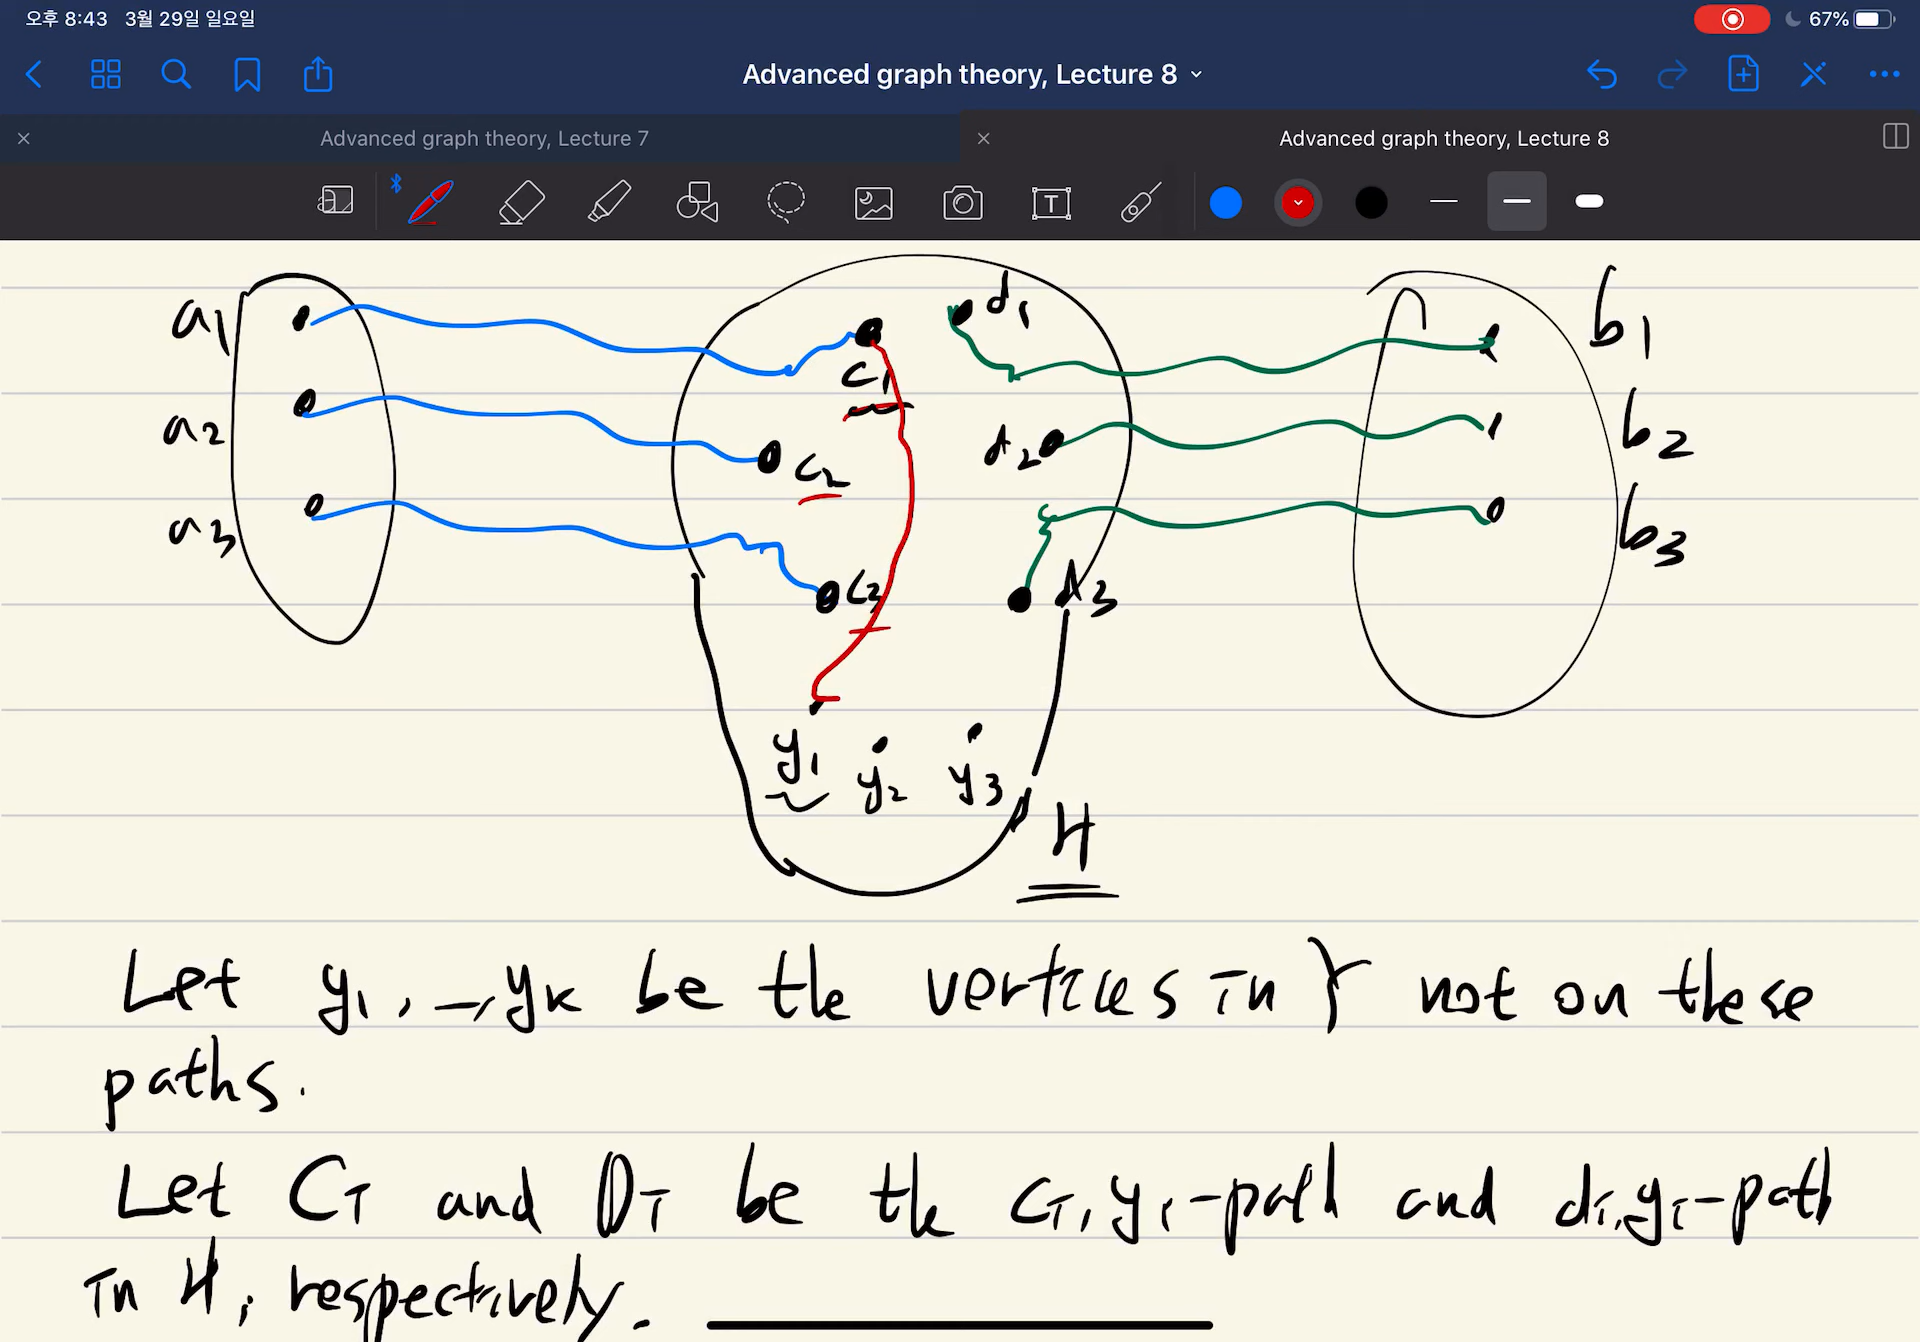 오후 8:43 3월 29일 일요일
67%
Advanced graph theory, Lecture 8
Advanced graph theory, Lecture 7
Advanced graph theory, Lecture 8
T
a1
c1
d1
b1
a2
c2
d2
b2
a3
c3
d3
b3
y1 y2 y3
H
Let y1, -, yk be the vertices in Y not on these
paths.
Let Ci and Di be the ci, yi-path and di, yi-path
in H, respectively.